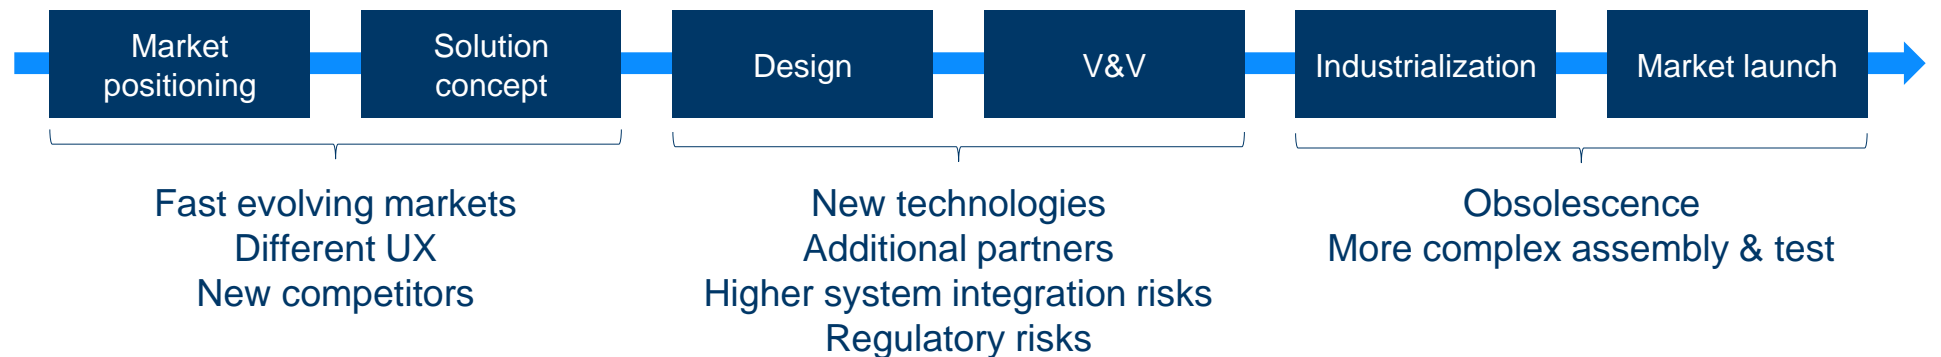 Market
positioning
Solution
concept
Design
V&V
Industrialization
Market launch
Fast evolving markets
Different UX
New competitors
New technologies
Additional partners
Higher system integration risks
Regulatory risks
Obsolescence
More complex assembly & test